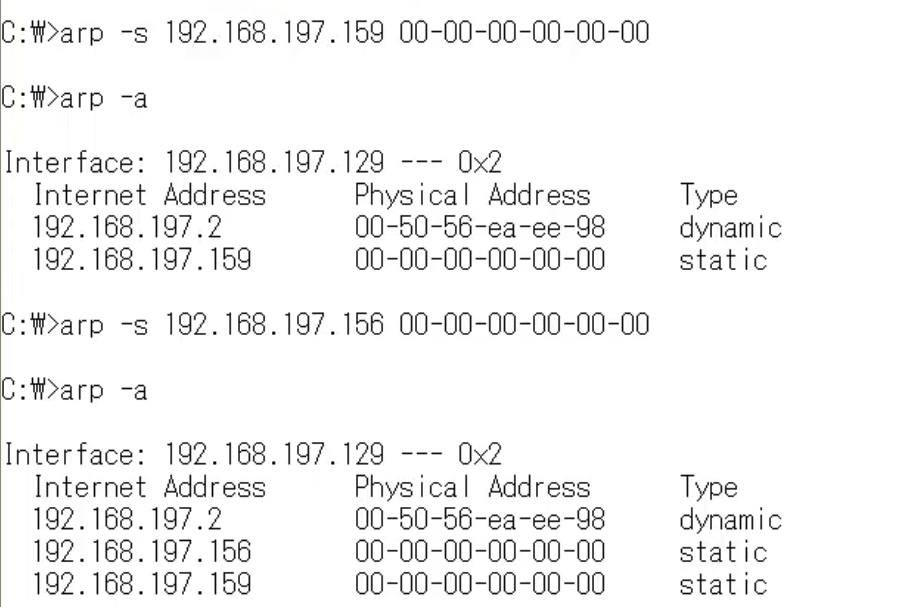 C:₩>arp -s 192.168.197.159 00-00-00-00-00-00
C:₩>arp -a
Interface: 192.168.197.129 --- 0x2
Internet Address Physical Address Type
192.168.197.2 00-50-56-ea-ee-98 dynamic
192.168.197.159 00-00-00-00-00-00 static
C:₩>arp -s 192.168.197.156 00-00-00-00-00-00
C:₩>arp -a
Interface: 192.168.197.129 --- 0x2
Internet Address Physical Address Type
192.168.197.2 00-50-56-ea-ee-98 dynamic
192.168.197.156 00-00-00-00-00-00 static
192.168.197.159 00-00-00-00-00-00 static